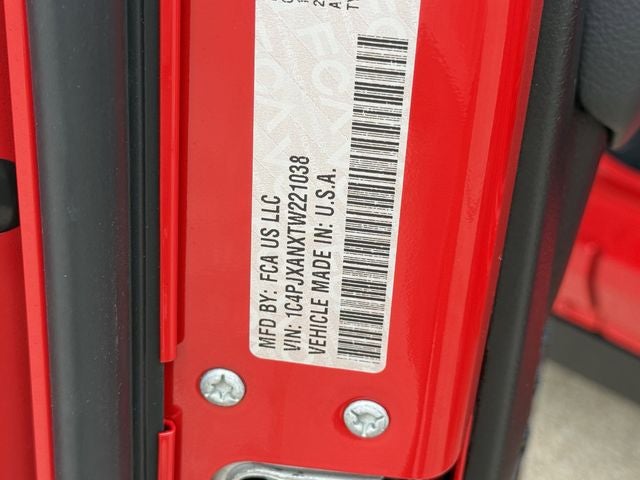 MFD BY: FCA US LLC
VIN: 1C4PJXANXTW221038
VEHICLE MADE IN: U.S.A.